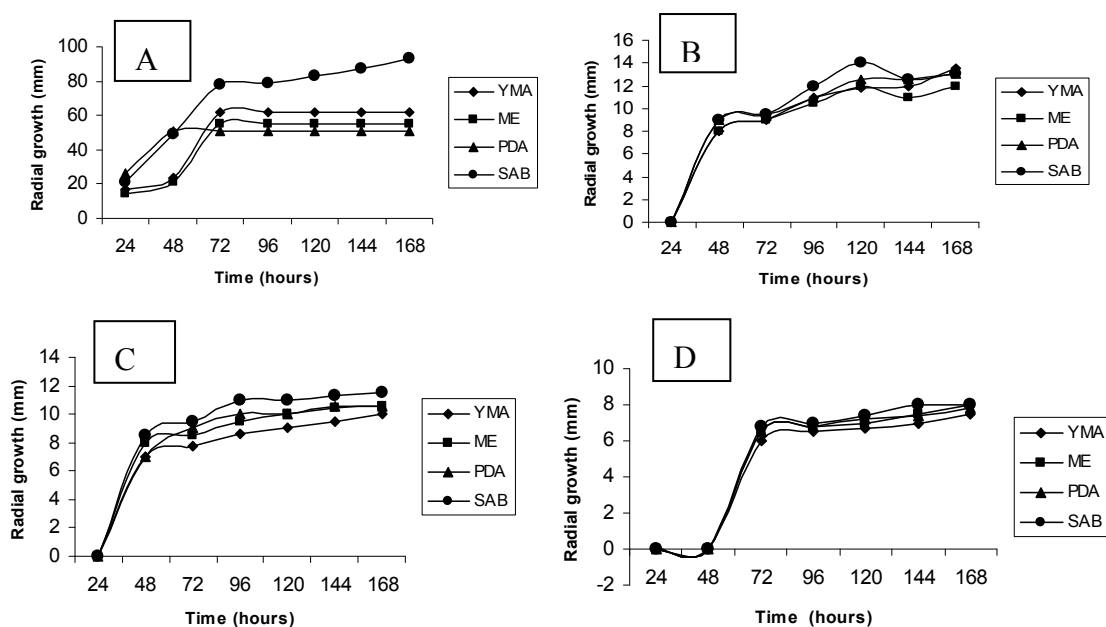 A
Radial growth (mm)
100
80
60
40
20
0
24 48 72 96 120 144 168
Time (hours)
YMA
ME
PDA
SAB
B
Radial growth (mm)
16
14
12
10
8
6
4
2
0
24 48 72 96 120 144 168
Time (hours)
YMA
ME
PDA
SAB
C
Radial growth (mm)
14
12
10
8
6
4
2
0
24 48 72 96 120 144 168
Time (hours)
YMA
ME
PDA
SAB
D
Radial growth (mm)
10
8
6
4
2
0
-2
24 48 72 96 120 144 168
Time (hours)
YMA
ME
PDA
SAB